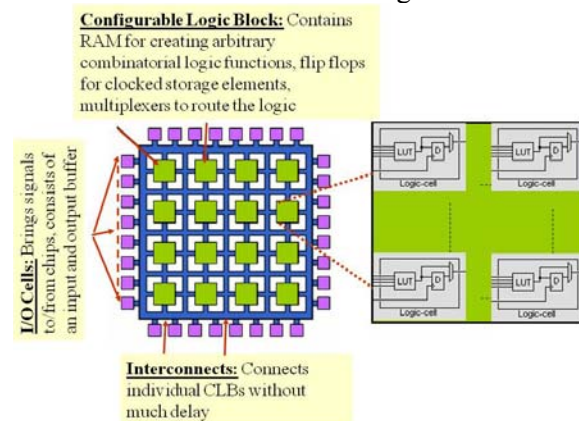 Configurable Logic Block: Contains
RAM for creating arbitrary
combinatorial logic functions, flip flops
for clocked storage elements,
multiplexers to route the logic
I/O Cells: Brings signals
to/from chips, consists of
an input and output buffer
LUT
D
Logic-cell
LUT
D
Logic-cell
LUT
D
Logic-cell
LUT
D
Logic-cell
Interconnects: Connects
individual CLBs without
much delay